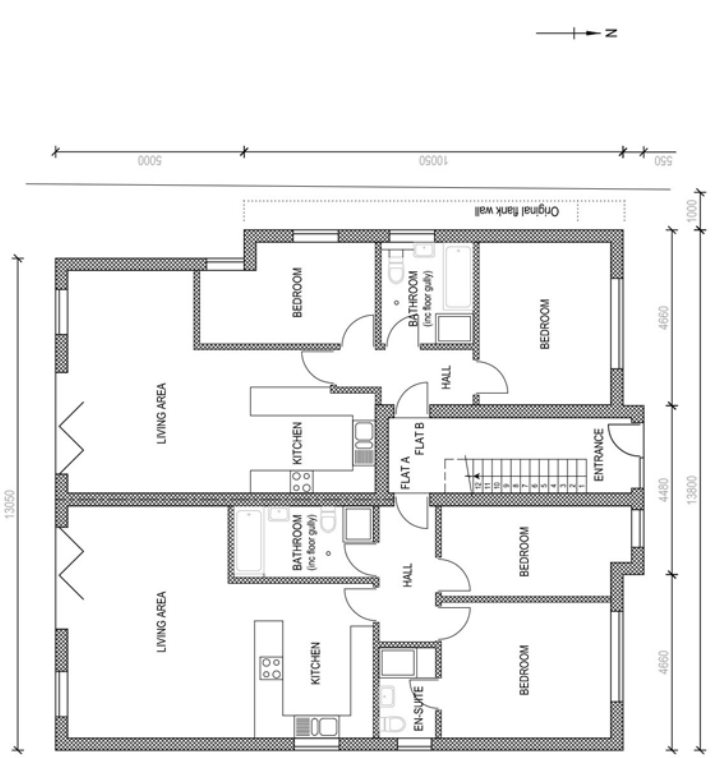 N
5000
10050
550
Original flank wall
1000
BEDROOM
BATHROOM
(inc floor gully)
BEDROOM
4660
13050
LIVING AREA
HALL
KITCHEN
FLAT A
FLAT B
ENTRANCE
12
11
10
9
8
7
6
5
4
3
2
1
4480
13800
BATHROOM
(inc floor gully)
HALL
BEDROOM
LIVING AREA
KITCHEN
EN-SUITE
BEDROOM
4660